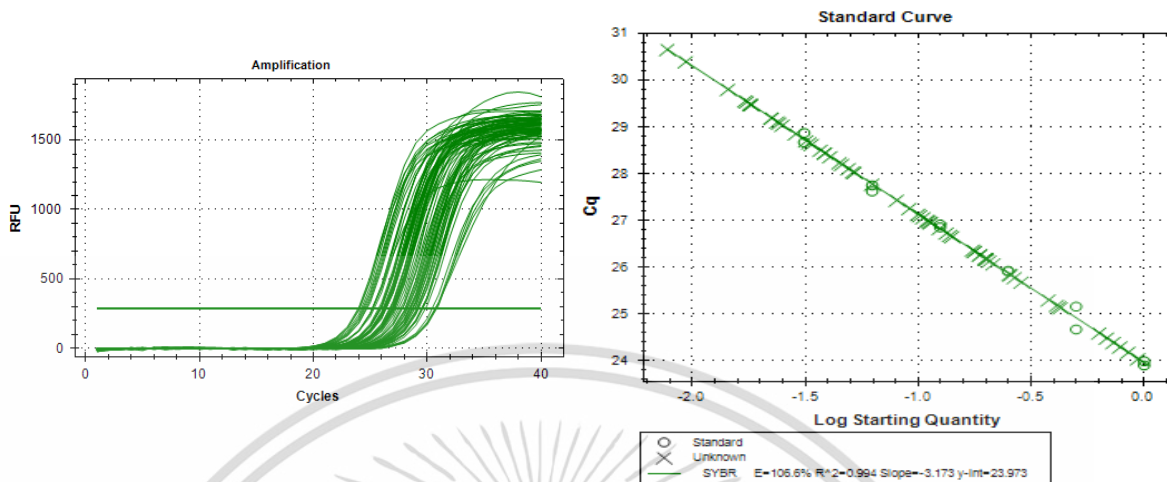 Amplification
RFU
1500
1000
500
0
0 10 20 30 40
Cycles
Standard Curve
Cq
31
30
29
28
27
26
25
24
-2.0 -1.5 -1.0 -0.5 0.0
Log Starting Quantity
Standard
Unknown
SYBR E=106.6% R^2=0.994 Slope=-3.173 y-int=23.973